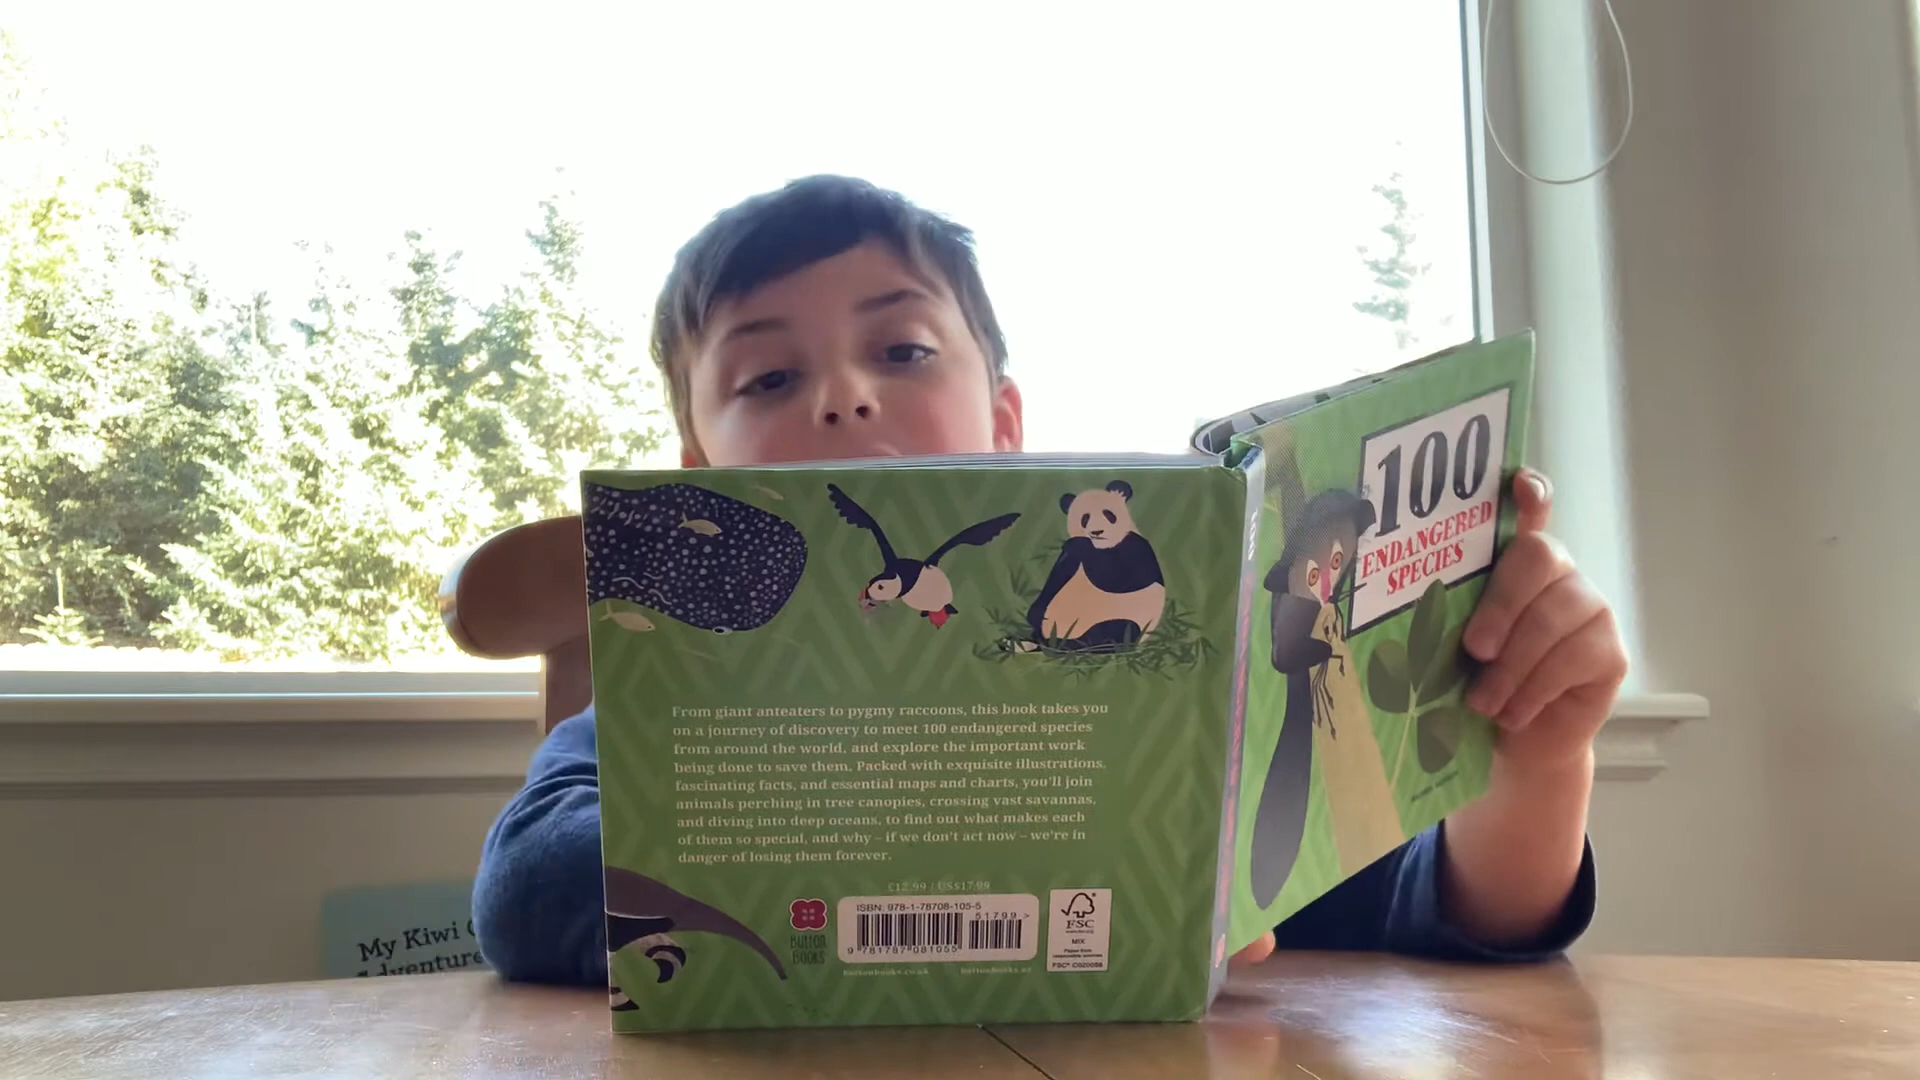 100
ENDANGERED
SPECIES
From giant anteaters to pygmy raccoons, this book takes you
on a journey of discovery to meet 100 endangered species
from around the world, and explore the important work
being done to save them. Packed with exquisite illustrations,
fascinating facts, and essential maps and charts, you'll join
animals perching in tree canopies, crossing vast savannas,
and diving into deep oceans, to find out what makes each
of them so special, and why – if we don't act now – we're in
danger of losing them forever.
£12.99 / US$17.99
ISBN: 978-1-78708-105-5
51799 >
9 781787 081055
BUTTON
BOOKS
buttonbooks.co.uk buttonbooks.us
FSC
www.fsc.org
MIX
Paper from
responsible sources
FSC® C020056
My Kiwi
Adventure